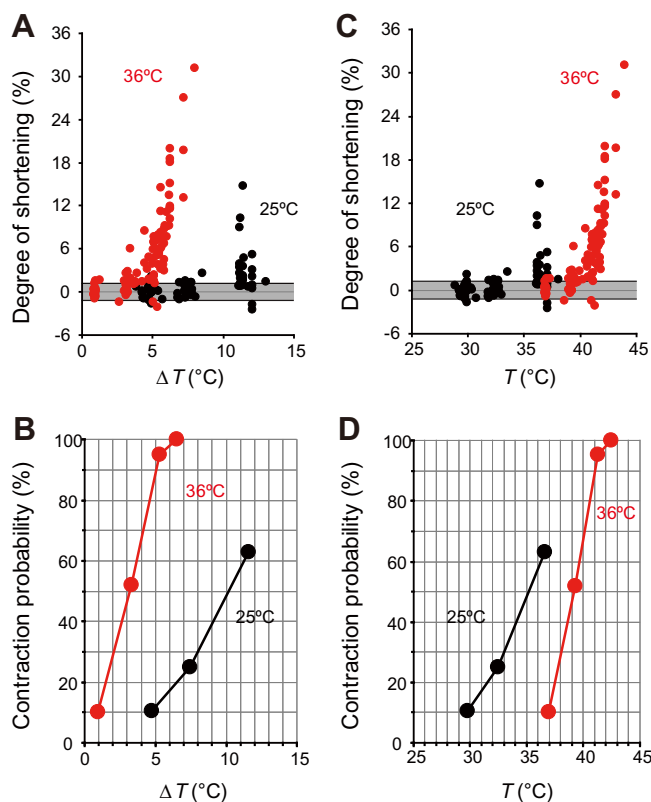 A
Degree of shortening (%)
36
30
24
18
12
6
0
-6
36ºC
25ºC
0
5
10
15
Δ T (°C)
C
Degree of shortening (%)
36
30
24
18
12
6
0
-6
36ºC
25ºC
25
30
35
40
45
T (°C)
B
Contraction probability (%)
100
80
60
40
20
0
36ºC
25ºC
0
5
10
15
Δ T (°C)
D
Contraction probability (%)
100
80
60
40
20
0
25ºC
36ºC
25
30
35
40
45
T (°C)